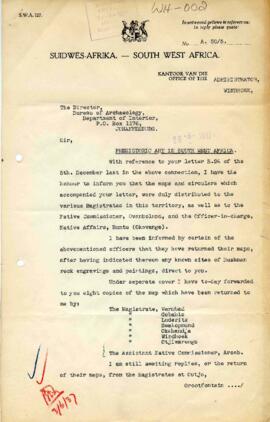 WH-002
S.W.A. 127.
In antwoord gelieve te refereer:
In reply please quote:
No. A. 50/5.
SUIDWES-AFRIKA. — SOUTH WEST AFRICA.
KANTOOR VAN DIE
OFFICE OF THE
ADMINISTRATOR,
WINDHOEK.
The Director,
Bureau of Archaeology,
Department of Interior,
P.O. Box 1176,
JOHANNESBURG.
Sir,
PREHISTORIC ART IN SOUTH WEST AFRICA.
With reference to your letter B.94 of the
8th. December last in the above connection, I have the
honour to inform you that the maps and circulars which
accompanied your letter, were duly distributed to the
various Magistrates in this territory, as well as to the
Native Commissioner, Ovamboland, and the Officer-in-charge,
Native Affairs, Runtu (Okavango).
I have been informed by certain of the
abovementioned officers that they have returned their maps,
after having indicated thereon any known sites of Bushman
rock engravings and paintings, direct to you.
Under separate cover I have to-day forwarded
to you eight copies of the map which have been returned to
me by:
The Magistrate, Warmbad
" Gobabis
" Luderitz
" Swakopmund
" Okahandja
" Windhoek
" Otjiwarongo
The Assistant Native Commissioner, Aroab.
I am still awaiting replies, or the return
of their maps, from the Magistrates at Outjo,
Grootfontein ..../